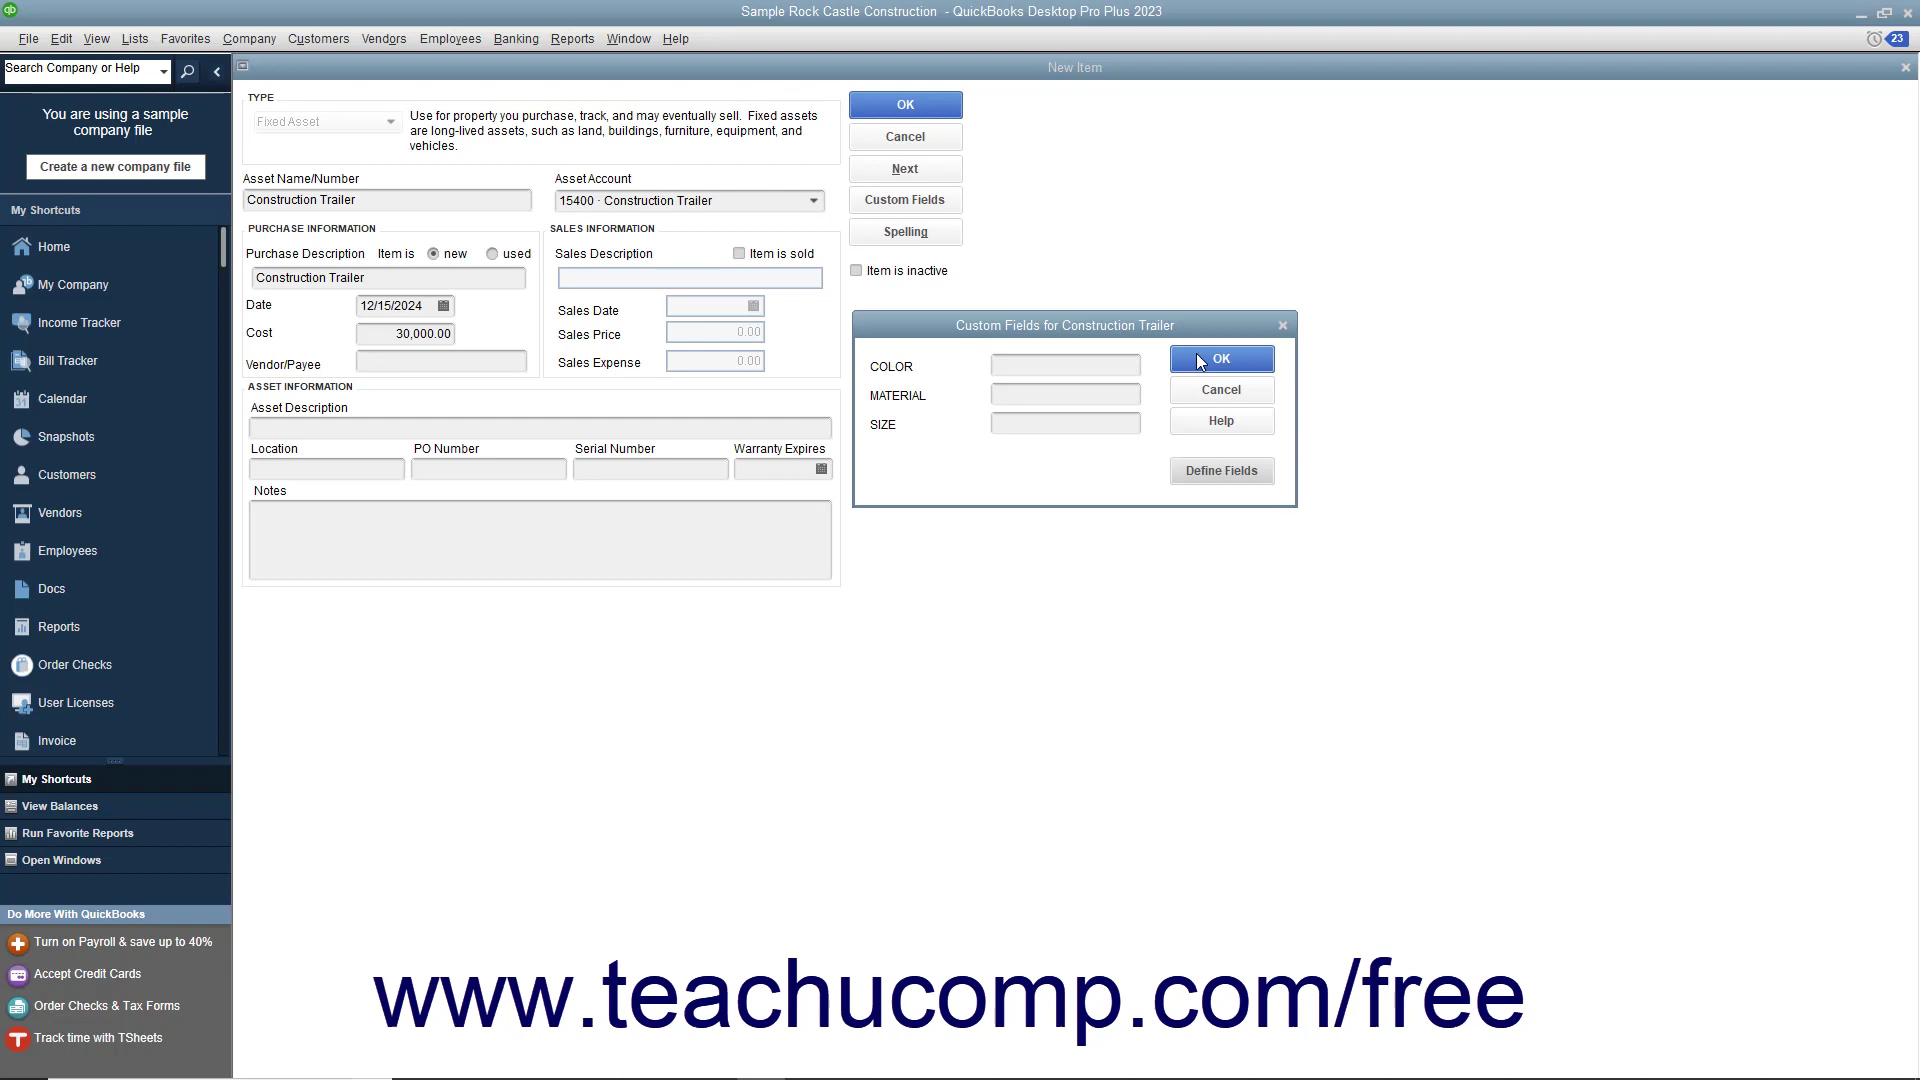 Sample Rock Castle Construction - QuickBooks Desktop Pro Plus 2023
File Edit View Lists Favorites Company Customers Vendors Employees Banking Reports Window Help
23
Search Company or Help
New Item
You are using a sample
company file
Create a new company file
My Shortcuts
Home
My Company
Income Tracker
Bill Tracker
Calendar
Snapshots
Customers
Vendors
Employees
Docs
Reports
Order Checks
User Licenses
Invoice
My Shortcuts
View Balances
Run Favorite Reports
Open Windows
Do More With QuickBooks
Turn on Payroll & save up to 40%
Accept Credit Cards
Order Checks & Tax Forms
Track time with TSheets
TYPE
Fixed Asset
Use for property you purchase, track, and may eventually sell. Fixed assets
are long-lived assets, such as land, buildings, furniture, equipment, and
vehicles.
Asset Name/Number
Asset Account
Construction Trailer
15400 · Construction Trailer
PURCHASE INFORMATION
Purchase Description Item is new used
Construction Trailer
Date 12/15/2024
Cost 30,000.00
Vendor/Payee
SALES INFORMATION
Sales Description Item is sold
Sales Date
Sales Price 0.00
Sales Expense 0.00
ASSET INFORMATION
Asset Description
Location PO Number Serial Number Warranty Expires
Notes
OK
Cancel
Next
Custom Fields
Spelling
Item is inactive
Custom Fields for Construction Trailer
COLOR
MATERIAL
SIZE
OK
Cancel
Help
Define Fields
www.teachucomp.com/free